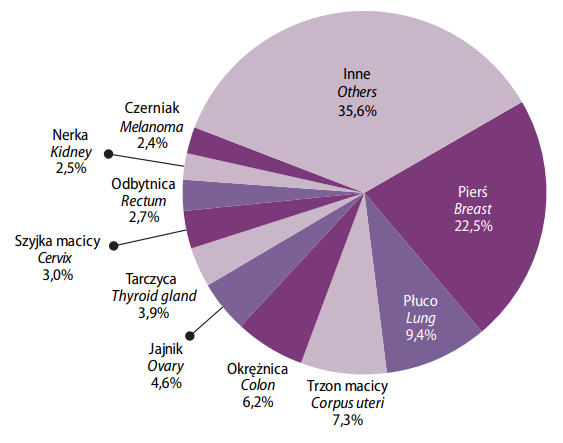 Inne
Others
35,6%
Pierś
Breast
22,5%
Płuco
Lung
9,4%
Trzon macicy
Corpus uteri
7,3%
Okrężnica
Colon
6,2%
Jajnik
Ovary
4,6%
Tarczyca
Thyroid gland
3,9%
Szyjka macicy
Cervix
3,0%
Odbytnica
Rectum
2,7%
Nerka
Kidney
2,5%
Czerniak
Melanoma
2,4%